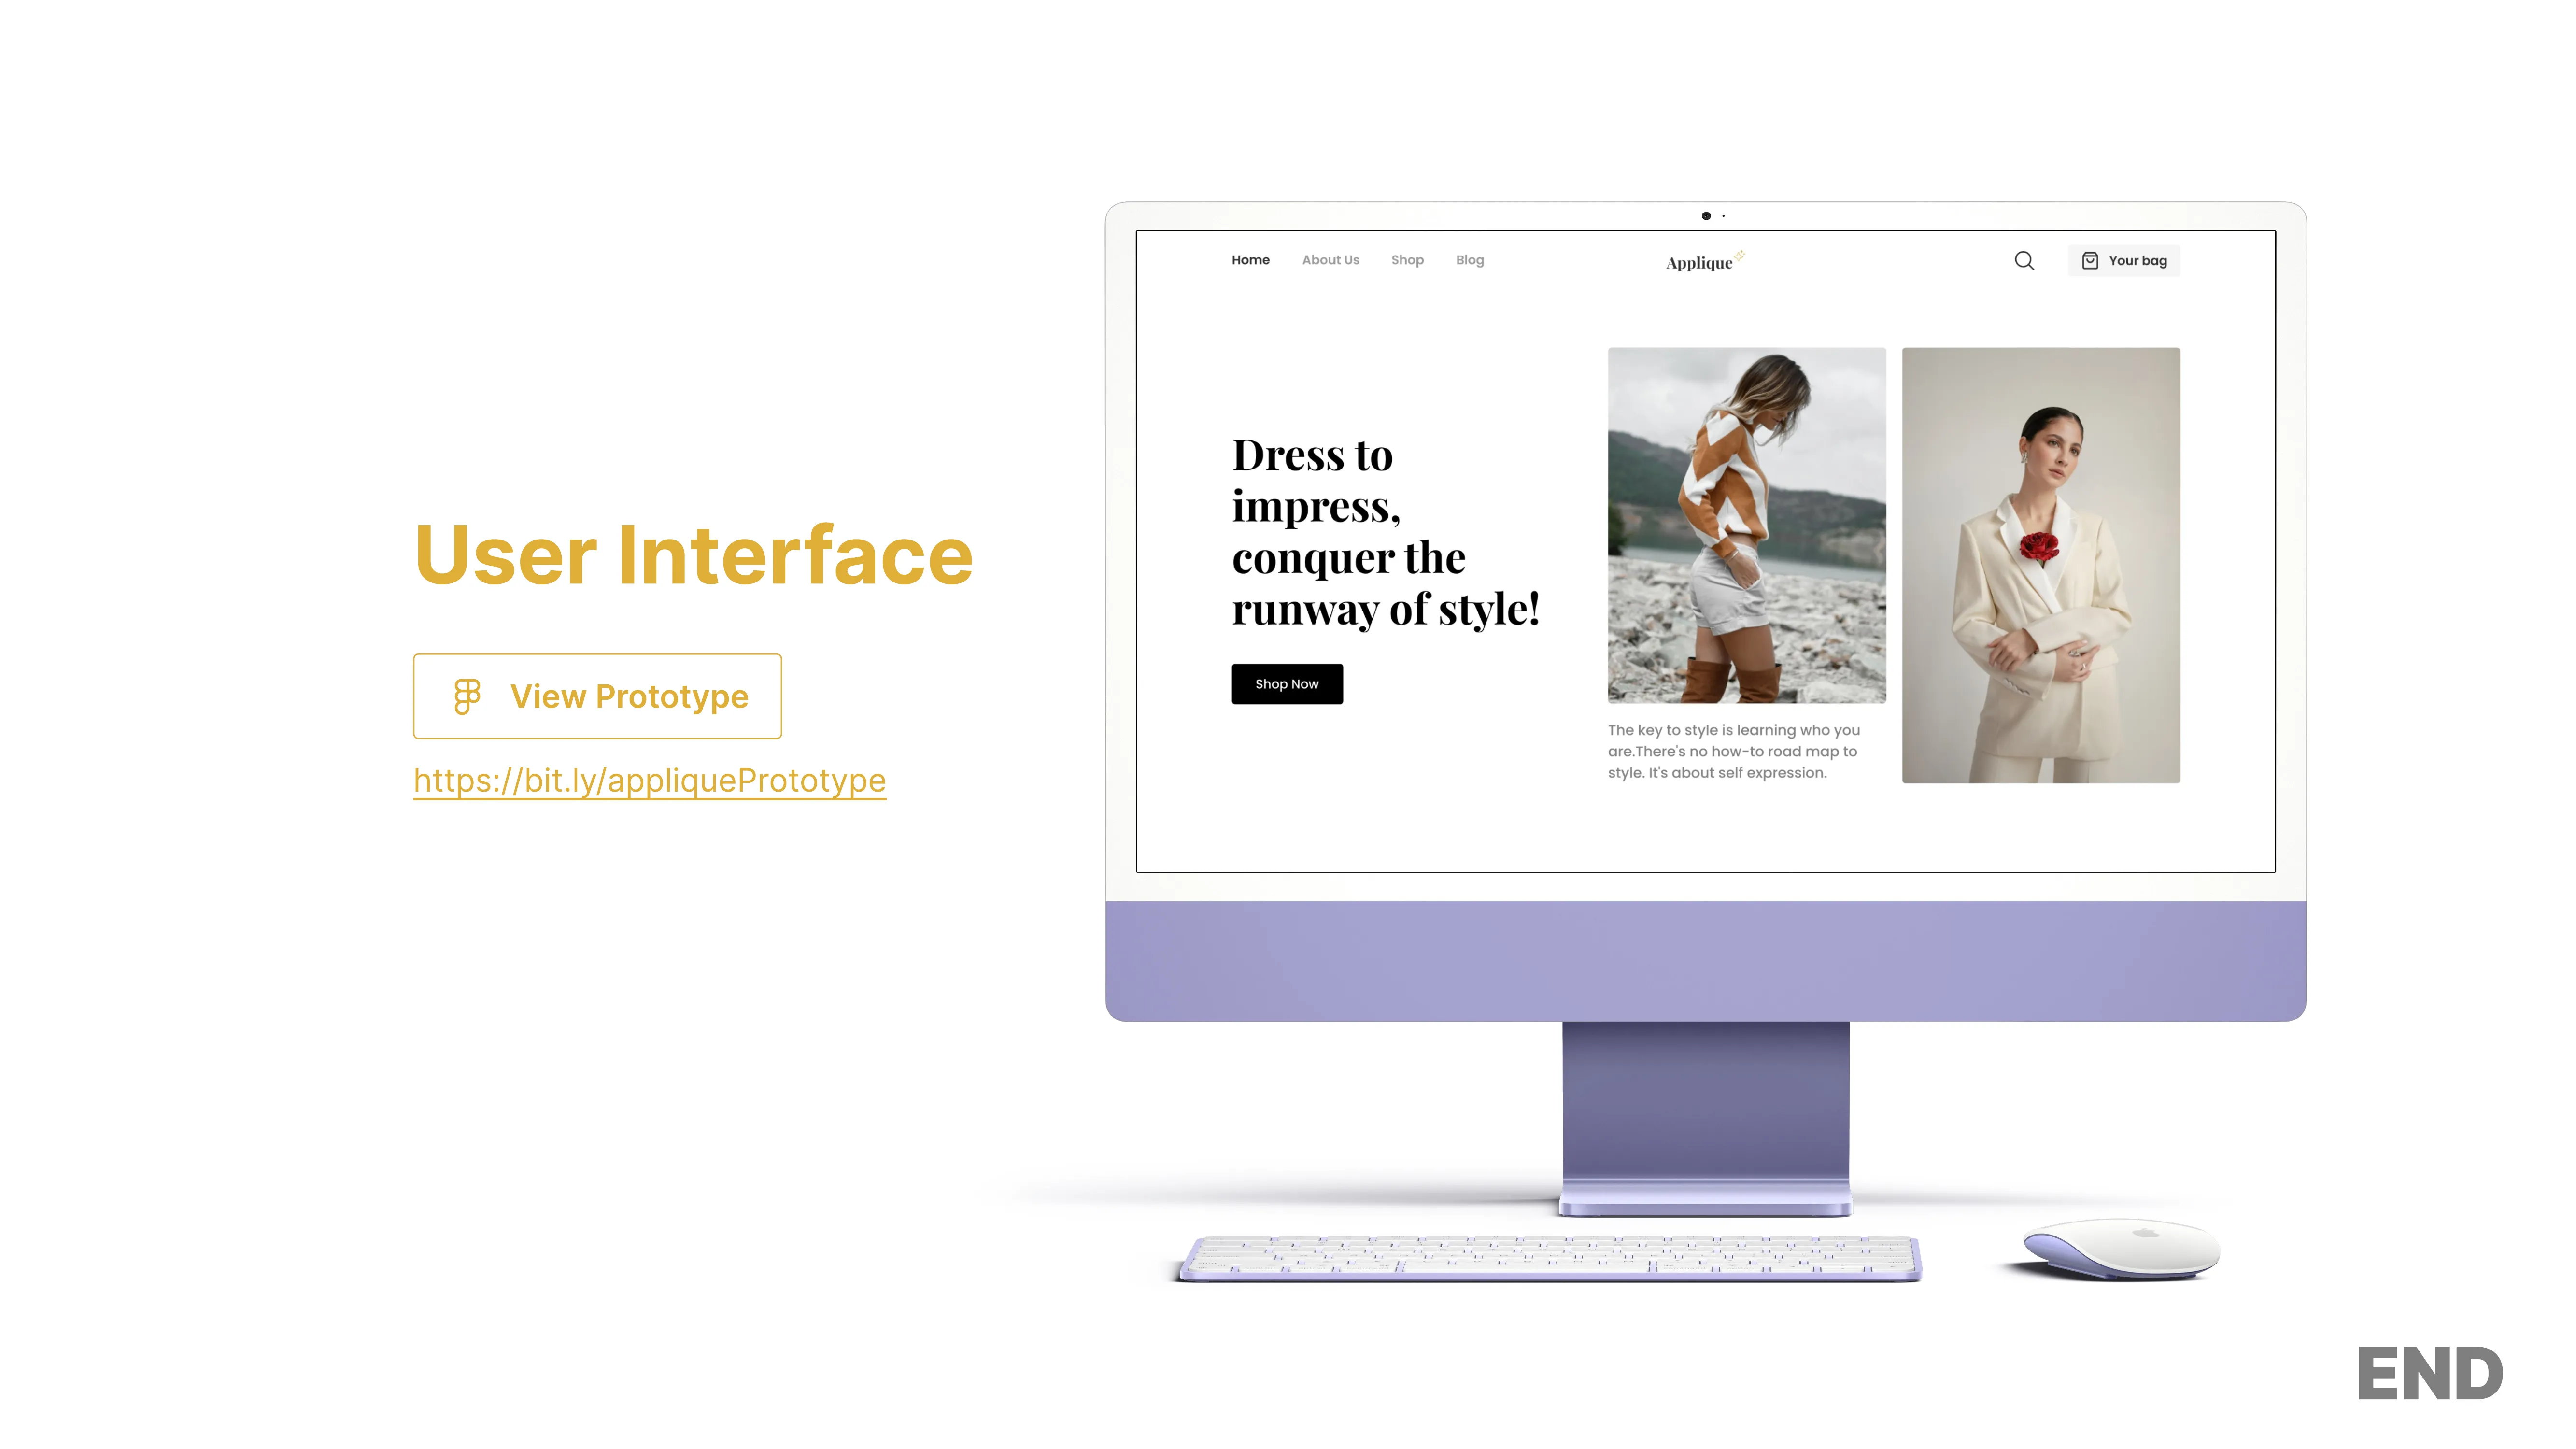 User Interface
View Prototype
https://bit.ly/appliquePrototype
Home About Us Shop Blog
Applique
Your bag
Dress to
impress,
conquer the
runway of style!
Shop Now
The key to style is learning who you
are.There's no how-to road map to
style. It's about self expression.
END